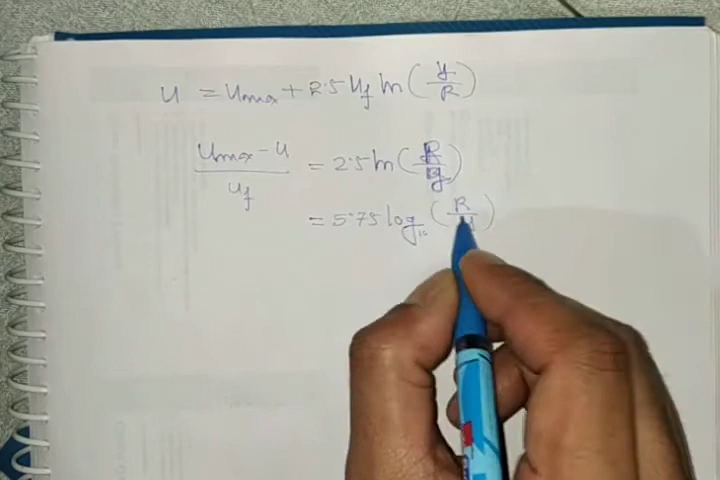 u = umax + 2.5 uf ln (y/R)
(umax - u)/uf = 2.5 ln (R/y)
= 5.75 log10 (R/y)